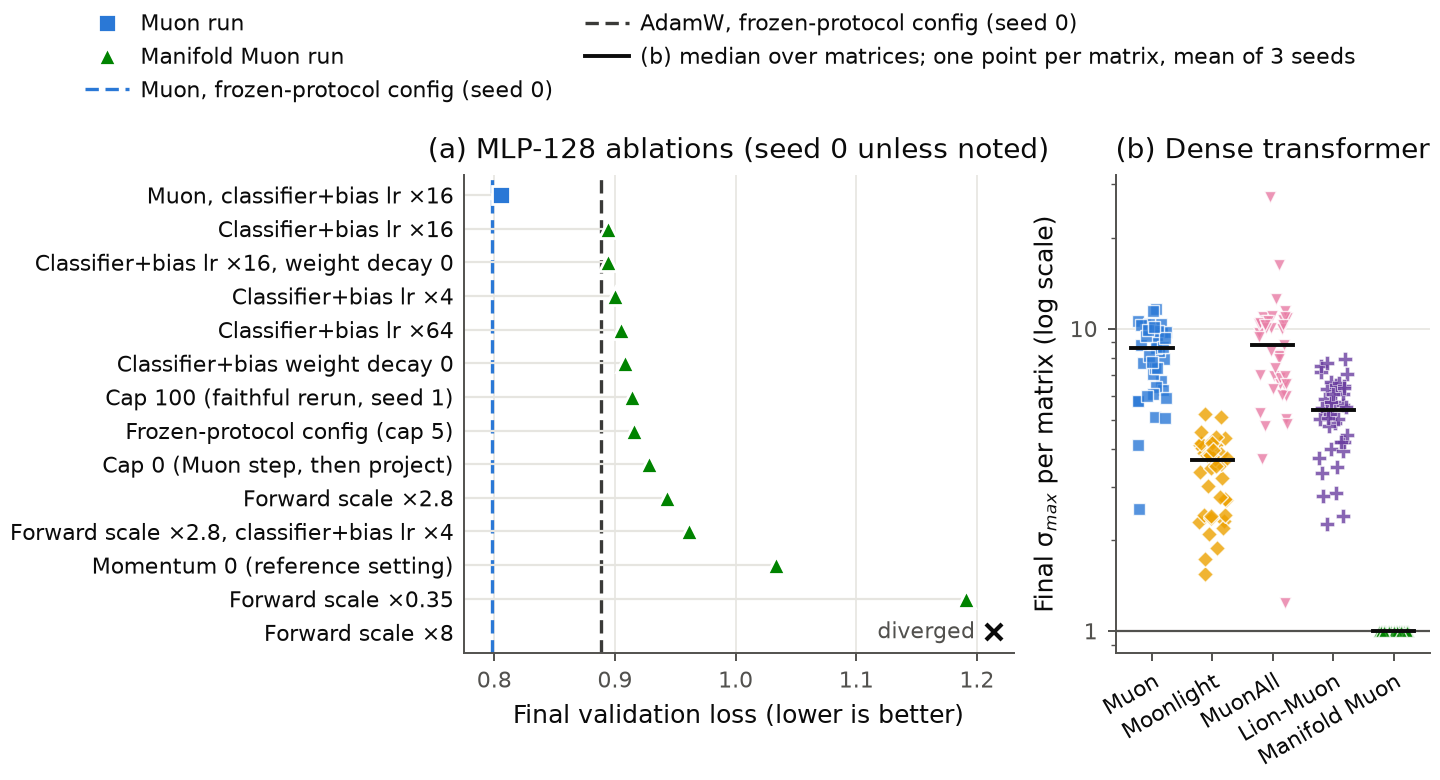 Muon run
Manifold Muon run
Muon, frozen-protocol config (seed 0)
AdamW, frozen-protocol config (seed 0)
(b) median over matrices; one point per matrix, mean of 3 seeds
(a) MLP-128 ablations (seed 0 unless noted)
Muon, classifier+bias lr ×16
Classifier+bias lr ×16
Classifier+bias lr ×16, weight decay 0
Classifier+bias lr ×4
Classifier+bias lr ×64
Classifier+bias weight decay 0
Cap 100 (faithful rerun, seed 1)
Frozen-protocol config (cap 5)
Cap 0 (Muon step, then project)
Forward scale ×2.8
Forward scale ×2.8, classifier+bias lr ×4
Momentum 0 (reference setting)
Forward scale ×0.35
Forward scale ×8
diverged
0.8 0.9 1.0 1.1 1.2
Final validation loss (lower is better)
(b) Dense transformer
Final σmax per matrix (log scale)
10
1
Muon
Moonlight
MuonAll
Lion-Muon
Manifold Muon